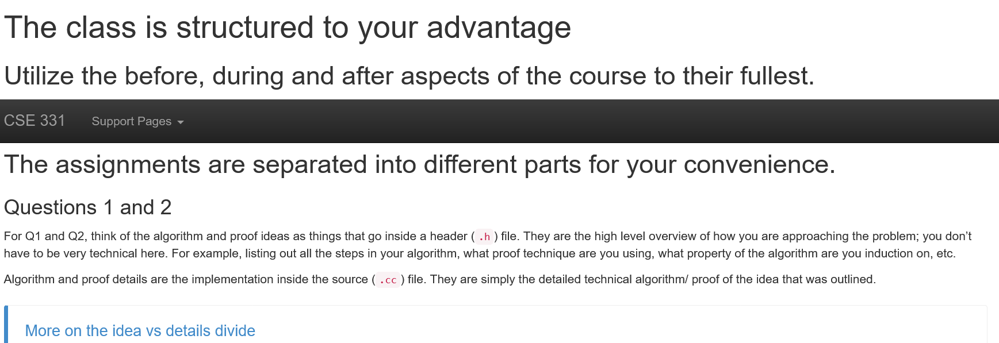 The class is structured to your advantage
Utilize the before, during and after aspects of the course to their fullest.
CSE 331 Support Pages
The assignments are separated into different parts for your convenience.
Questions 1 and 2
For Q1 and Q2, think of the algorithm and proof ideas as things that go inside a header ( .h ) file. They are the high level overview of how you are approaching the problem; you don’t
have to be very technical here. For example, listing out all the steps in your algorithm, what proof technique are you using, what property of the algorithm are you induction on, etc.
Algorithm and proof details are the implementation inside the source ( .cc ) file. They are simply the detailed technical algorithm/ proof of the idea that was outlined.
More on the idea vs details divide